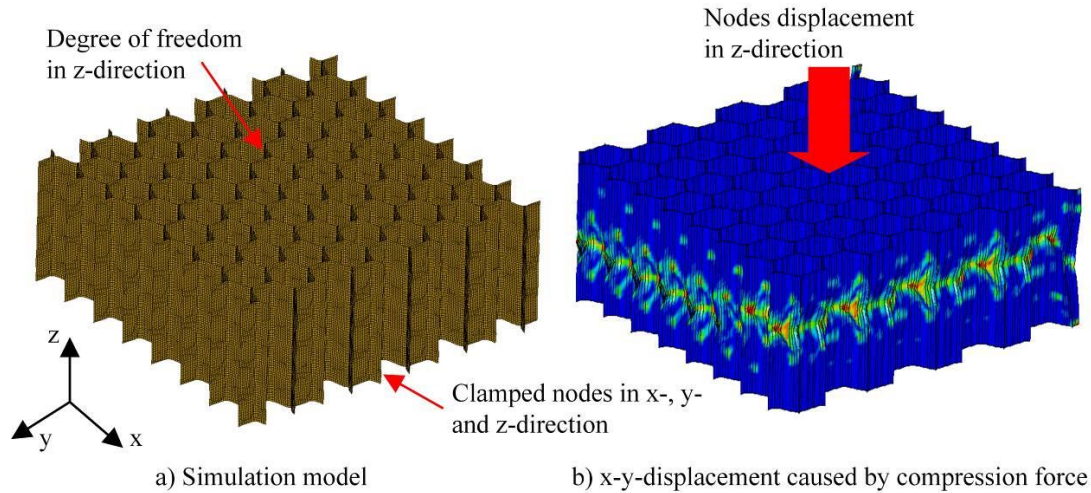 Degree of freedom
in z-direction
Nodes displacement
in z-direction
z
y
x
Clamped nodes in x-, y-
and z-direction
a) Simulation model
b) x-y-displacement caused by compression force